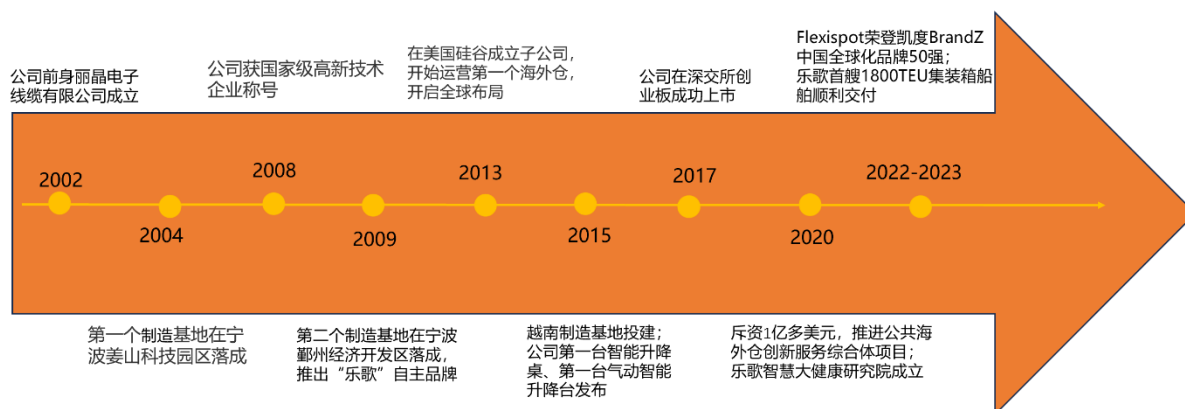 公司前身丽晶电子
线缆有限公司成立
公司获国家级高新技术
企业称号
在美国硅谷成立子公司，
开始运营第一个海外仓，
开启全球布局
公司在深交所创
业板成功上市
Flexispot荣登凯度BrandZ
中国全球化品牌50强；
乐歌首艘1800TEU集装箱船
舶顺利交付
2002
2008
2013
2017
2022-2023
2004
2009
2015
2020
第一个制造基地在宁
波姜山科技园区落成
第二个制造基地在宁波
鄞州经济开发区落成，
推出“乐歌”自主品牌
越南制造基地投建；
公司第一台智能升降
桌、第一台气动智能
升降台发布
斥资1亿多美元，推进公共海
外仓创新服务综合体项目；
乐歌智慧大健康研究院成立